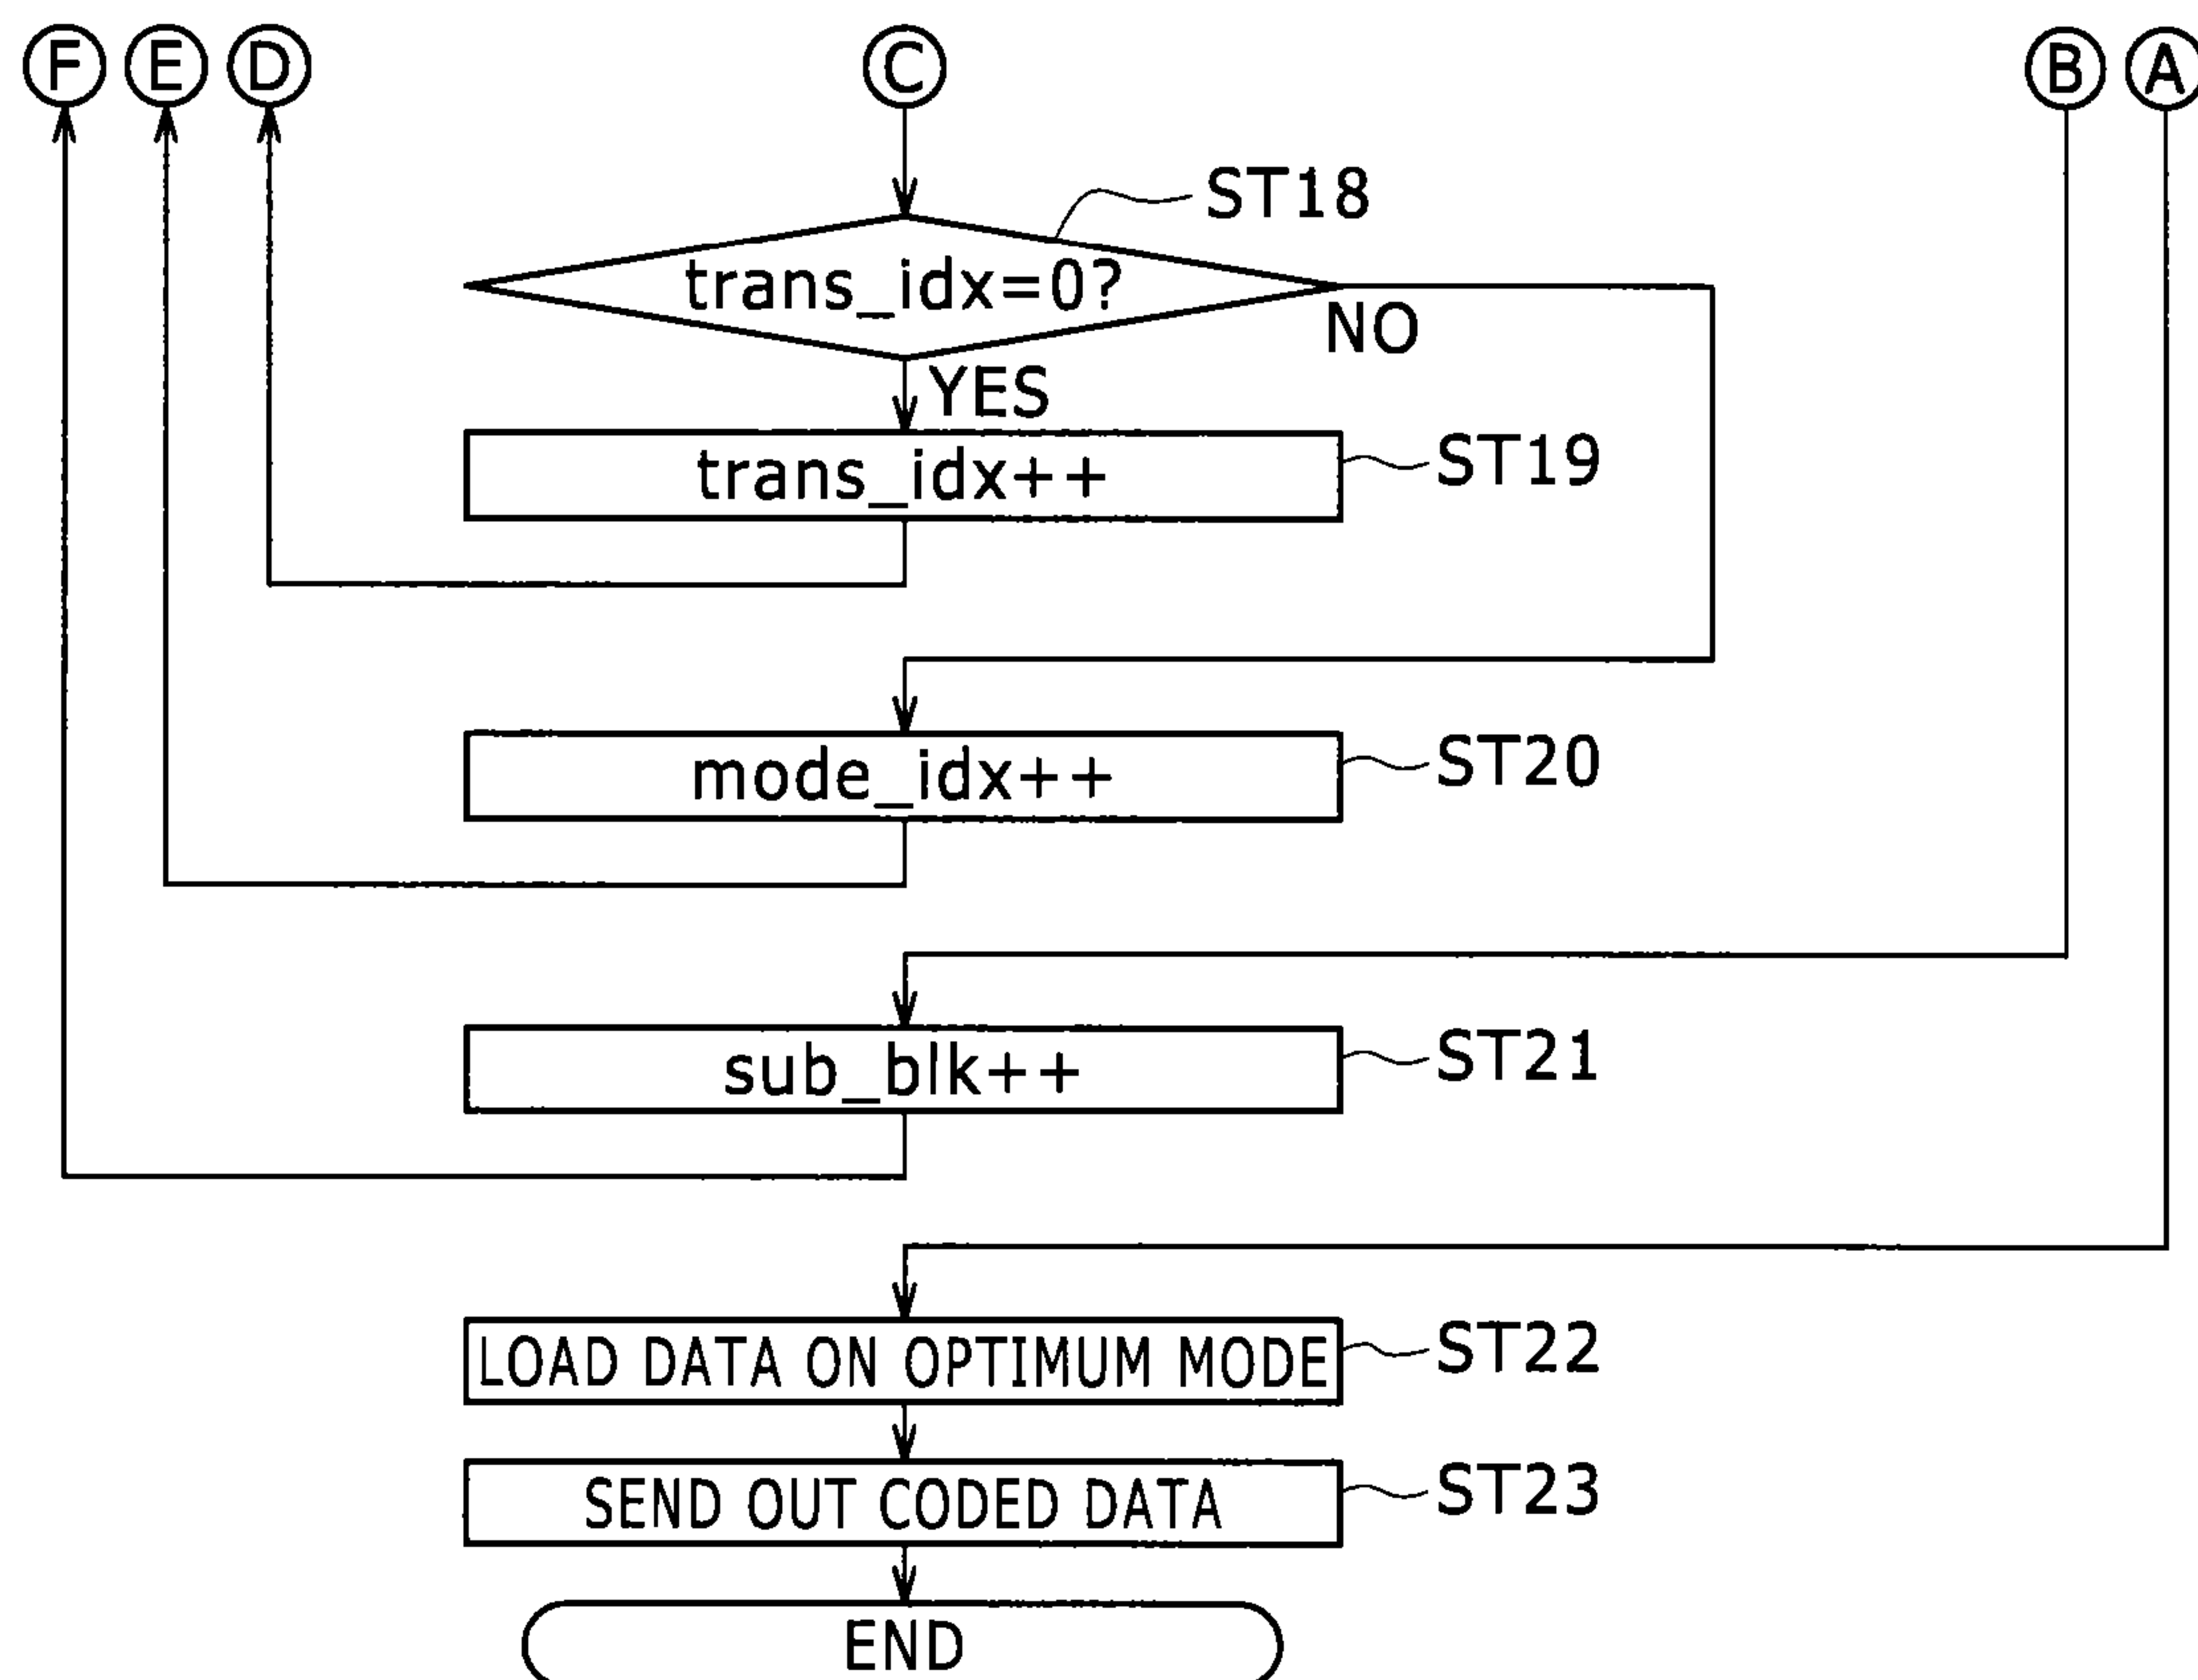 F E D C B A
ST18
trans_idx=0?
NO
YES
trans_idx++ ST19
mode_idx++ ST20
sub_blk++ ST21
LOAD DATA ON OPTIMUM MODE ST22
SEND OUT CODED DATA ST23
END